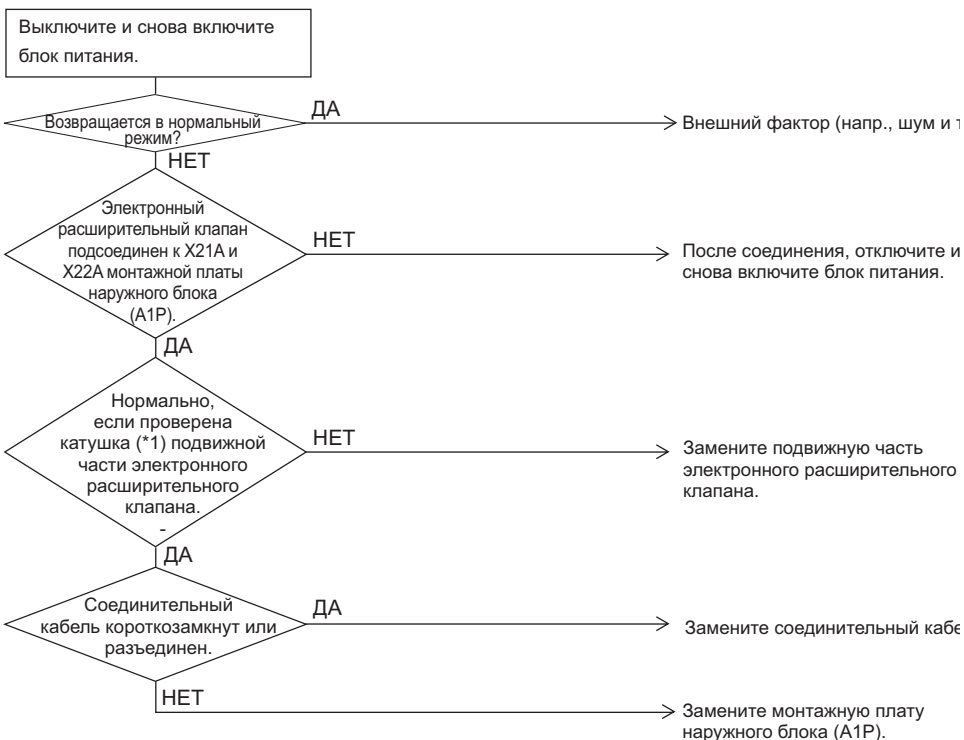 Выключите и снова включите
блок питания.
Возвращается в нормальный
режим?
ДА
Внешний фактор (напр., шум и
НЕТ
Электронный
расширительный клапан
подсоединен к X21A и
X22A монтажной платы
наружного блока
(A1P).
НЕТ
После соединения, отключите и
снова включите блок питания.
ДА
Нормально,
если проверена
катушка (*1) подвижной
части электронного
расширительного
клапана.
-
НЕТ
Замените подвижную часть
электронного расширительного
клапана.
ДА
Соединительный
кабель короткозамкнут или
разъединен.
ДА
Замените соединительный
НЕТ
Замените монтажную плату
наружного блока (A1P).